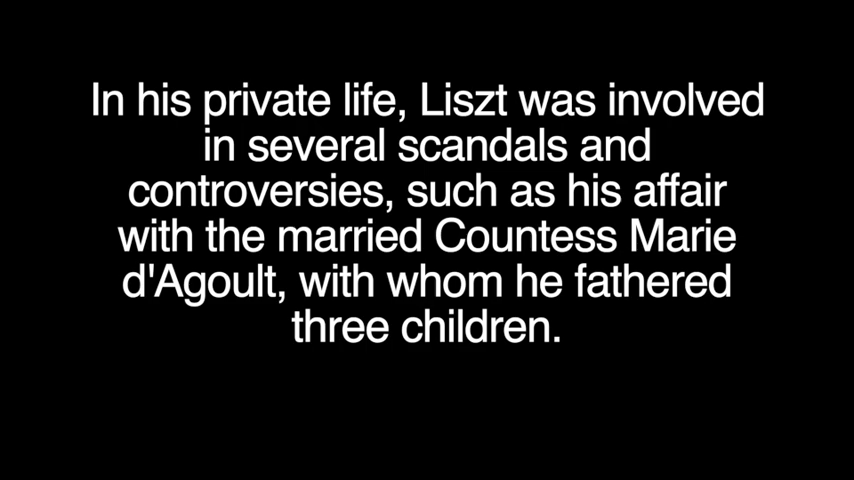 In his private life, Liszt was involved
in several scandals and
controversies, such as his affair
with the married Countess Marie
d'Agoult, with whom he fathered
three children.